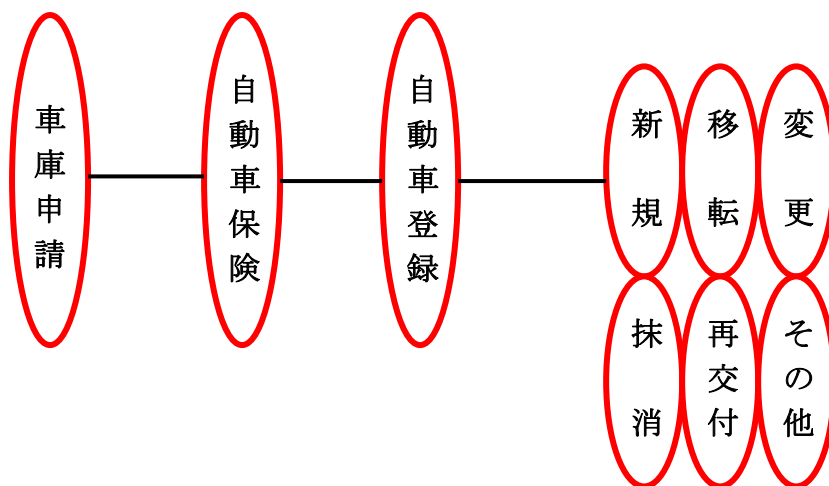 車庫申請
自動車保険
自動車登録
新規
移転
変更
抹消
再交付
その他